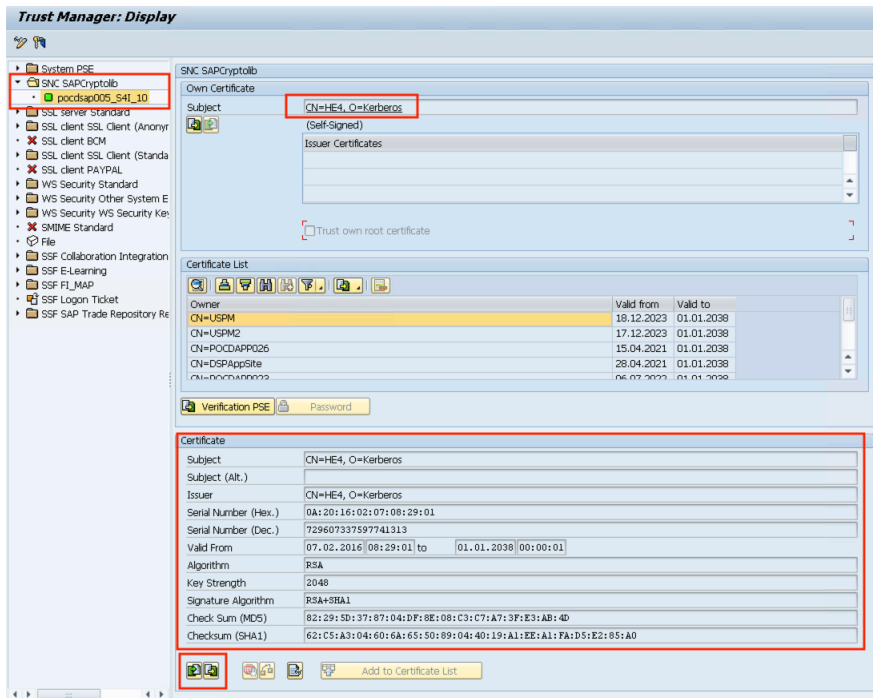 Trust Manager: Display
System PSE
SNC SAPCryptolib
pocdsap005_S4I_10
SSL server Standard
SSL client SSL Client (Anonyr
SSL client BCM
SSL client SSL Client (Standa
SSL client PAYPAL
WS Security Standard
WS Security Other System E
WS Security WS Security Key
SMIME Standard
File
SSF Collaboration Integration
SSF E-Learning
SSF FI_MAP
SSF Logon Ticket
SSF SAP Trade Repository Re
SNC SAPCryptolib
Own Certificate
Subject CN=HE4, O=Kerberos
(Self-Signed)
Issuer Certificates
Trust own root certificate
Certificate List
Owner Valid from Valid to
CN=USPM 18.12.2023 01.01.2038
CN=USPM2 17.12.2023 01.01.2038
CN=POCDAPP026 15.04.2021 01.01.2038
CN=DSPAppSite 28.04.2021 01.01.2038
CN=POCDAPP023 06.07.2022 01.01.2038
Verification PSE Password
Certificate
Subject CN=HE4, O=Kerberos
Subject (Alt.)
Issuer CN=HE4, O=Kerberos
Serial Number (Hex.) 0A:20:16:02:07:08:29:01
Serial Number (Dec.) 729607337597741313
Valid From 07.02.2016 08:29:01 to 01.01.2038 00:00:01
Algorithm RSA
Key Strength 2048
Signature Algorithm RSA+SHA1
Check Sum (MD5) 82:29:5D:37:87:04:DF:8E:08:C3:C7:A7:3F:E3:AB:4D
Checksum (SHA1) 62:C5:A3:04:60:6A:65:50:89:04:40:19:A1:EE:A1:FA:D5:E2:85:A0
Add to Certificate List